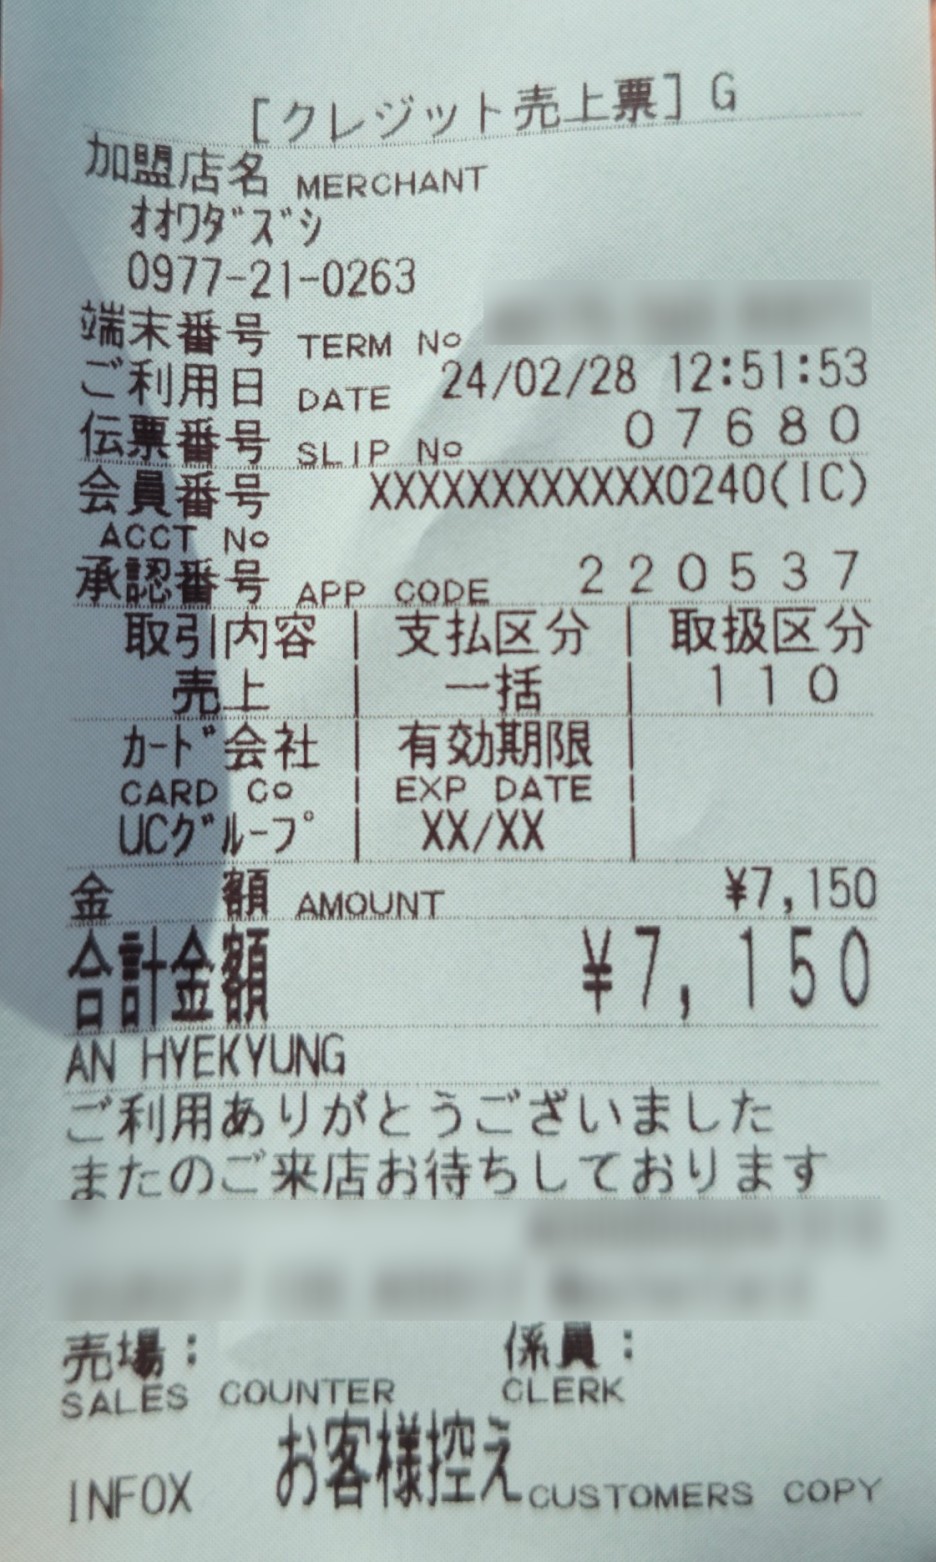 [クレジット売上票] G
加盟店名 MERCHANT
ｵｵﾜﾀﾞｽﾞｼ
0977-21-0263
端末番号 TERM No
ご利用日 DATE 24/02/28 12:51:53
伝票番号 SLIP No 07680
会員番号 XXXXXXXXXXXX0240(IC)
ACCT No
承認番号 APP CODE 220537
取引内容 | 支払区分 | 取扱区分
売上 | 一括 | 110
ｶｰﾄﾞ会社 | 有効期限 |
CARD Co | EXP DATE |
UCｸﾞﾙｰﾌﾟ | XX/XX |
金 額 AMOUNT ¥7,150
合計金額 ¥7,150
AN HYEKYUNG
ご利用ありがとうございました
またのご来店お待ちしております
売場: 係員:
SALES COUNTER CLERK
INFOX お客様控え CUSTOMERS COPY